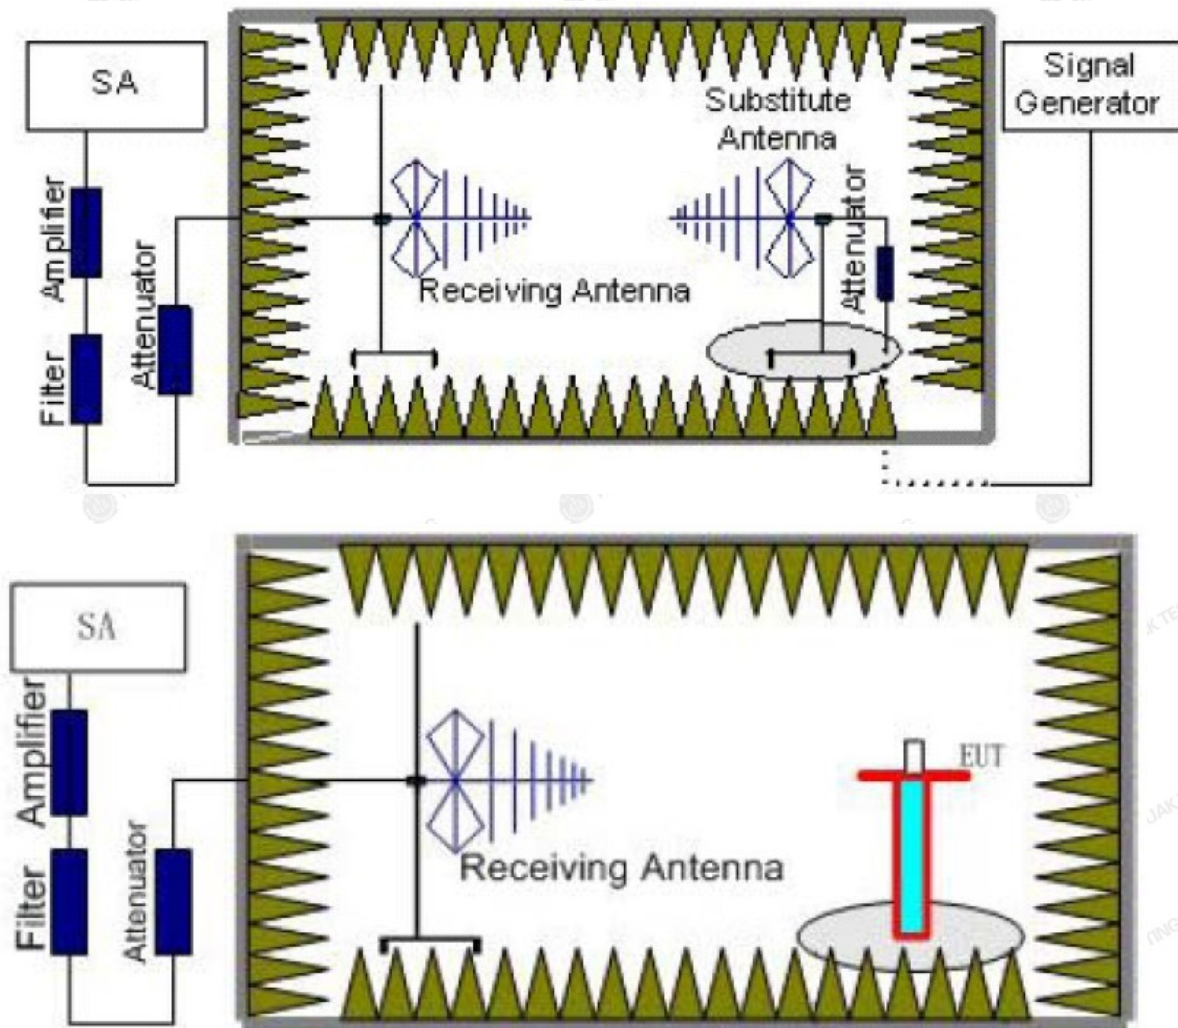 SA
Signal
Generator
Substitute
Antenna
Amplifier
Attenuator
Attenuator
Receiving Antenna
Filter
SA
Amplifier
EUT
Attenuator
Receiving Antenna
Filter